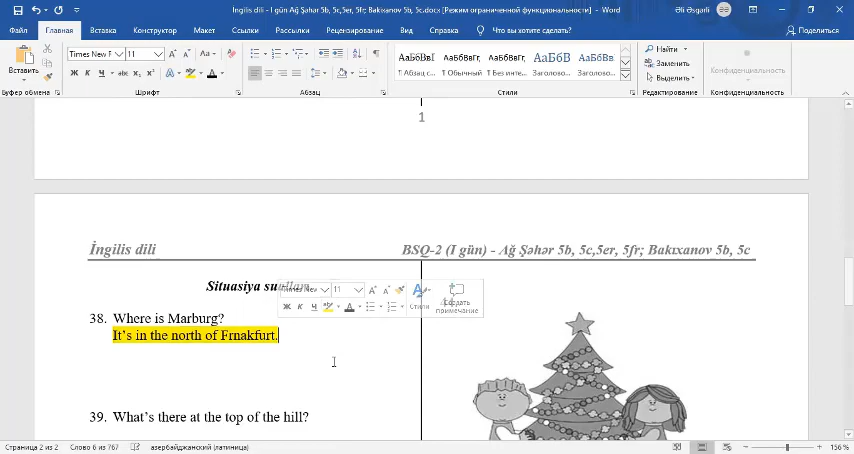 İngilis dili - I gün Ağ Şəhər 5b, 5c,5er, 5fr; Bakıxanov 5b, 5c.docx [Режим ограниченной функциональности] - Word
Əli Əsgərli
Файл Главная Вставка Конструктор Макет Ссылки Рассылки Рецензирование Вид Справка Что вы хотите сделать? Поделиться
Вставить
Times New F 11 Aa
Ж К Ч abc x₂ x²
АаБбВвІ АаБбВвГг, АаБбВвГг, АаБбВ АаБбВв
¶ Абзац с... ¶ Обычный ¶ Без инте... Заголово... Заголово...
Найти
Заменить
Выделить
Конфиденциальность
Буфер обмена Шрифт Абзац Стили Редактирование Конфиденциальность
1
İngilis dili BSQ-2 (I gün) - Ağ Şəhər 5b, 5c,5er, 5fr; Bakıxanov 5b, 5c
Situasiya
Times New 11
Ж К Ч Стили Создать примечание
38. Where is Marburg?
It's in the north of Frnakfurt.
39. What's there at the top of the hill?
Страница 2 из 2 Слово 6 из 767 азербайджанский (латиница) 156 %